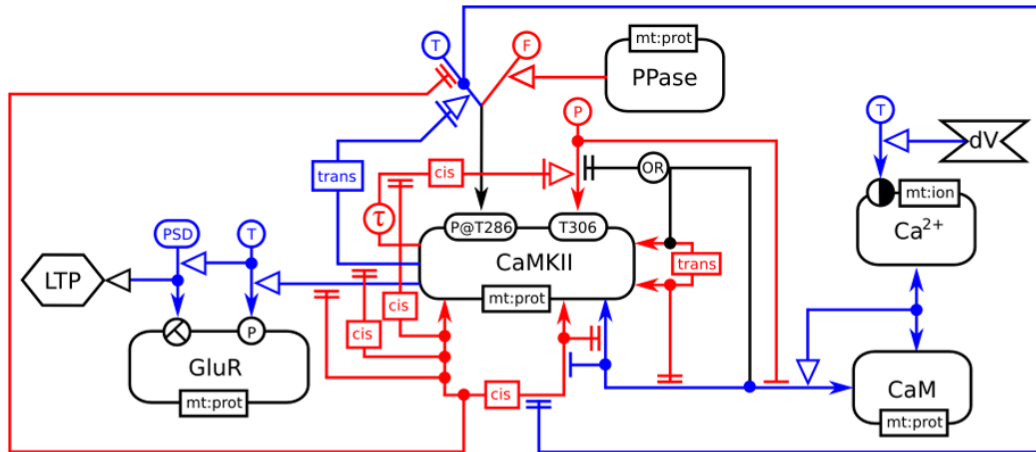 T
F
mt:prot
PPase
P
T
dV
trans
cis
OR
mt:ion
Ca2+
τ
P@T286
T306
CaMKII
mt:prot
trans
PSD
T
LTP
cis
cis
P
GluR
mt:prot
cis
CaM
mt:prot